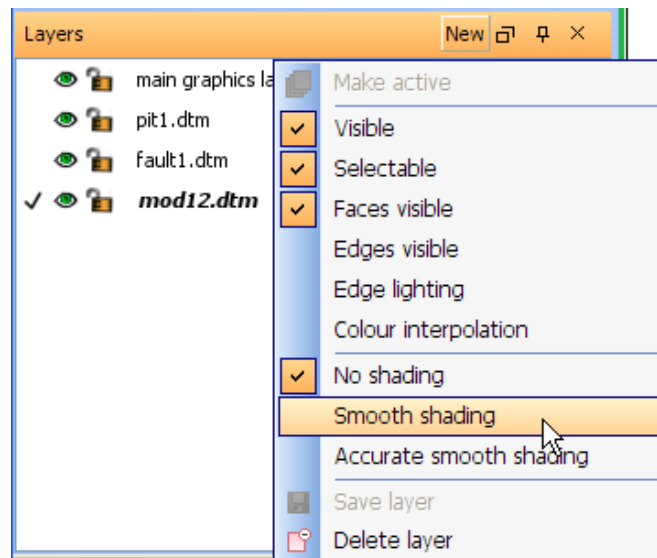 Layers New
main graphics la
pit1.dtm
fault1.dtm
mod12.dtm
Make active
Visible
Selectable
Faces visible
Edges visible
Edge lighting
Colour interpolation
No shading
Smooth shading
Accurate smooth shading
Save layer
Delete layer